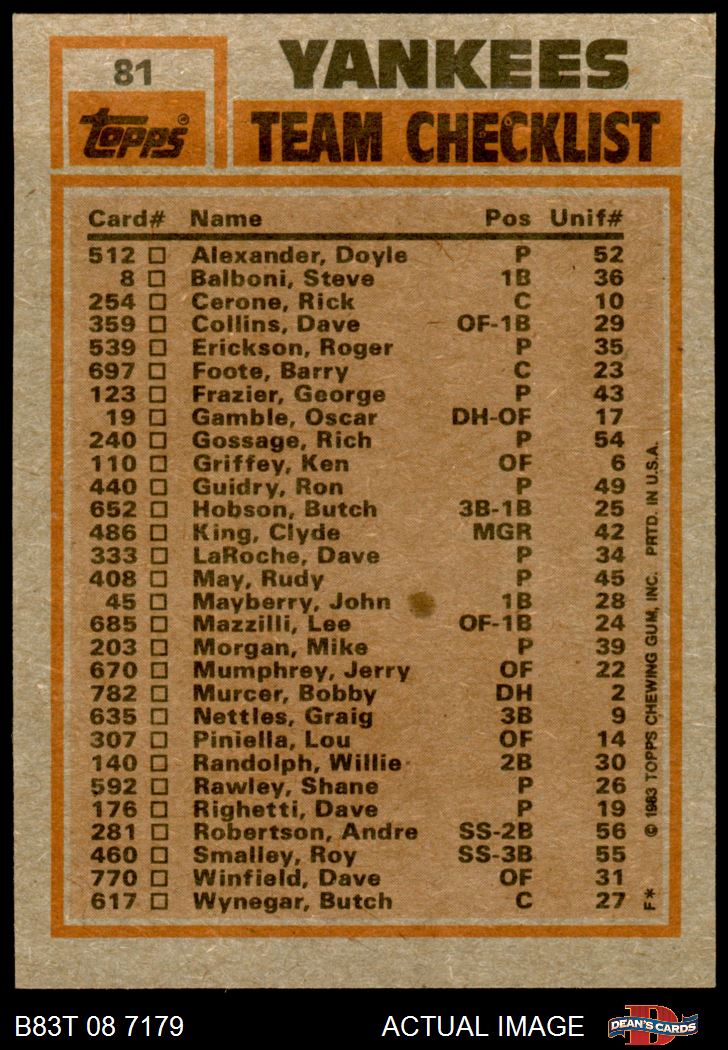 81
Topps®
YANKEES
TEAM CHECKLIST
Card# Name Pos Unif#
512 □ Alexander, Doyle P 52
8 □ Balboni, Steve 1B 36
254 □ Cerone, Rick C 10
359 □ Collins, Dave OF-1B 29
539 □ Erickson, Roger P 35
697 □ Foote, Barry C 23
123 □ Frazier, George P 43
19 □ Gamble, Oscar DH-OF 17
240 □ Gossage, Rich P 54
110 □ Griffey, Ken OF 6
440 □ Guidry, Ron P 49
652 □ Hobson, Butch 3B-1B 25
486 □ King, Clyde MGR 42
333 □ LaRoche, Dave P 34
408 □ May, Rudy P 45
45 □ Mayberry, John 1B 28
685 □ Mazzilli, Lee OF-1B 24
203 □ Morgan, Mike P 39
670 □ Mumphrey, Jerry OF 22
782 □ Murcer, Bobby DH 2
635 □ Nettles, Graig 3B 9
307 □ Piniella, Lou OF 14
140 □ Randolph, Willie 2B 30
592 □ Rawley, Shane P 26
176 □ Righetti, Dave P 19
281 □ Robertson, Andre SS-2B 56
460 □ Smalley, Roy SS-3B 55
770 □ Winfield, Dave OF 31
617 □ Wynegar, Butch C 27
F* © 1983 TOPPS CHEWING GUM, INC. PRTD. IN U.S.A.
B83T 08 7179 ACTUAL IMAGE
D
DEAN'S CARDS